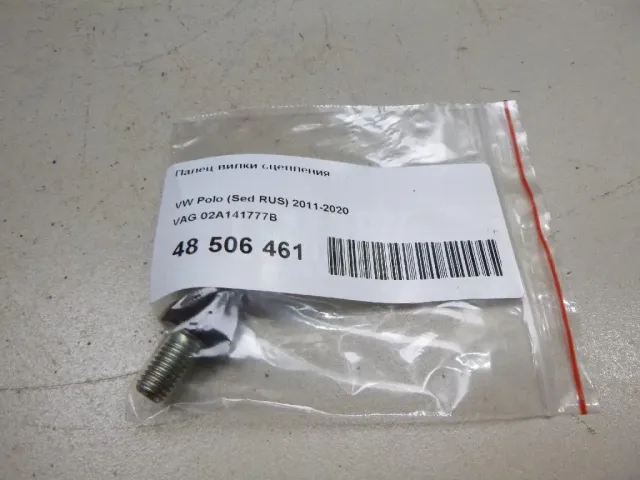 Палец вилки сцепления
VW Polo (Sed RUS) 2011-2020
VAG 02A141777B
48 506 461